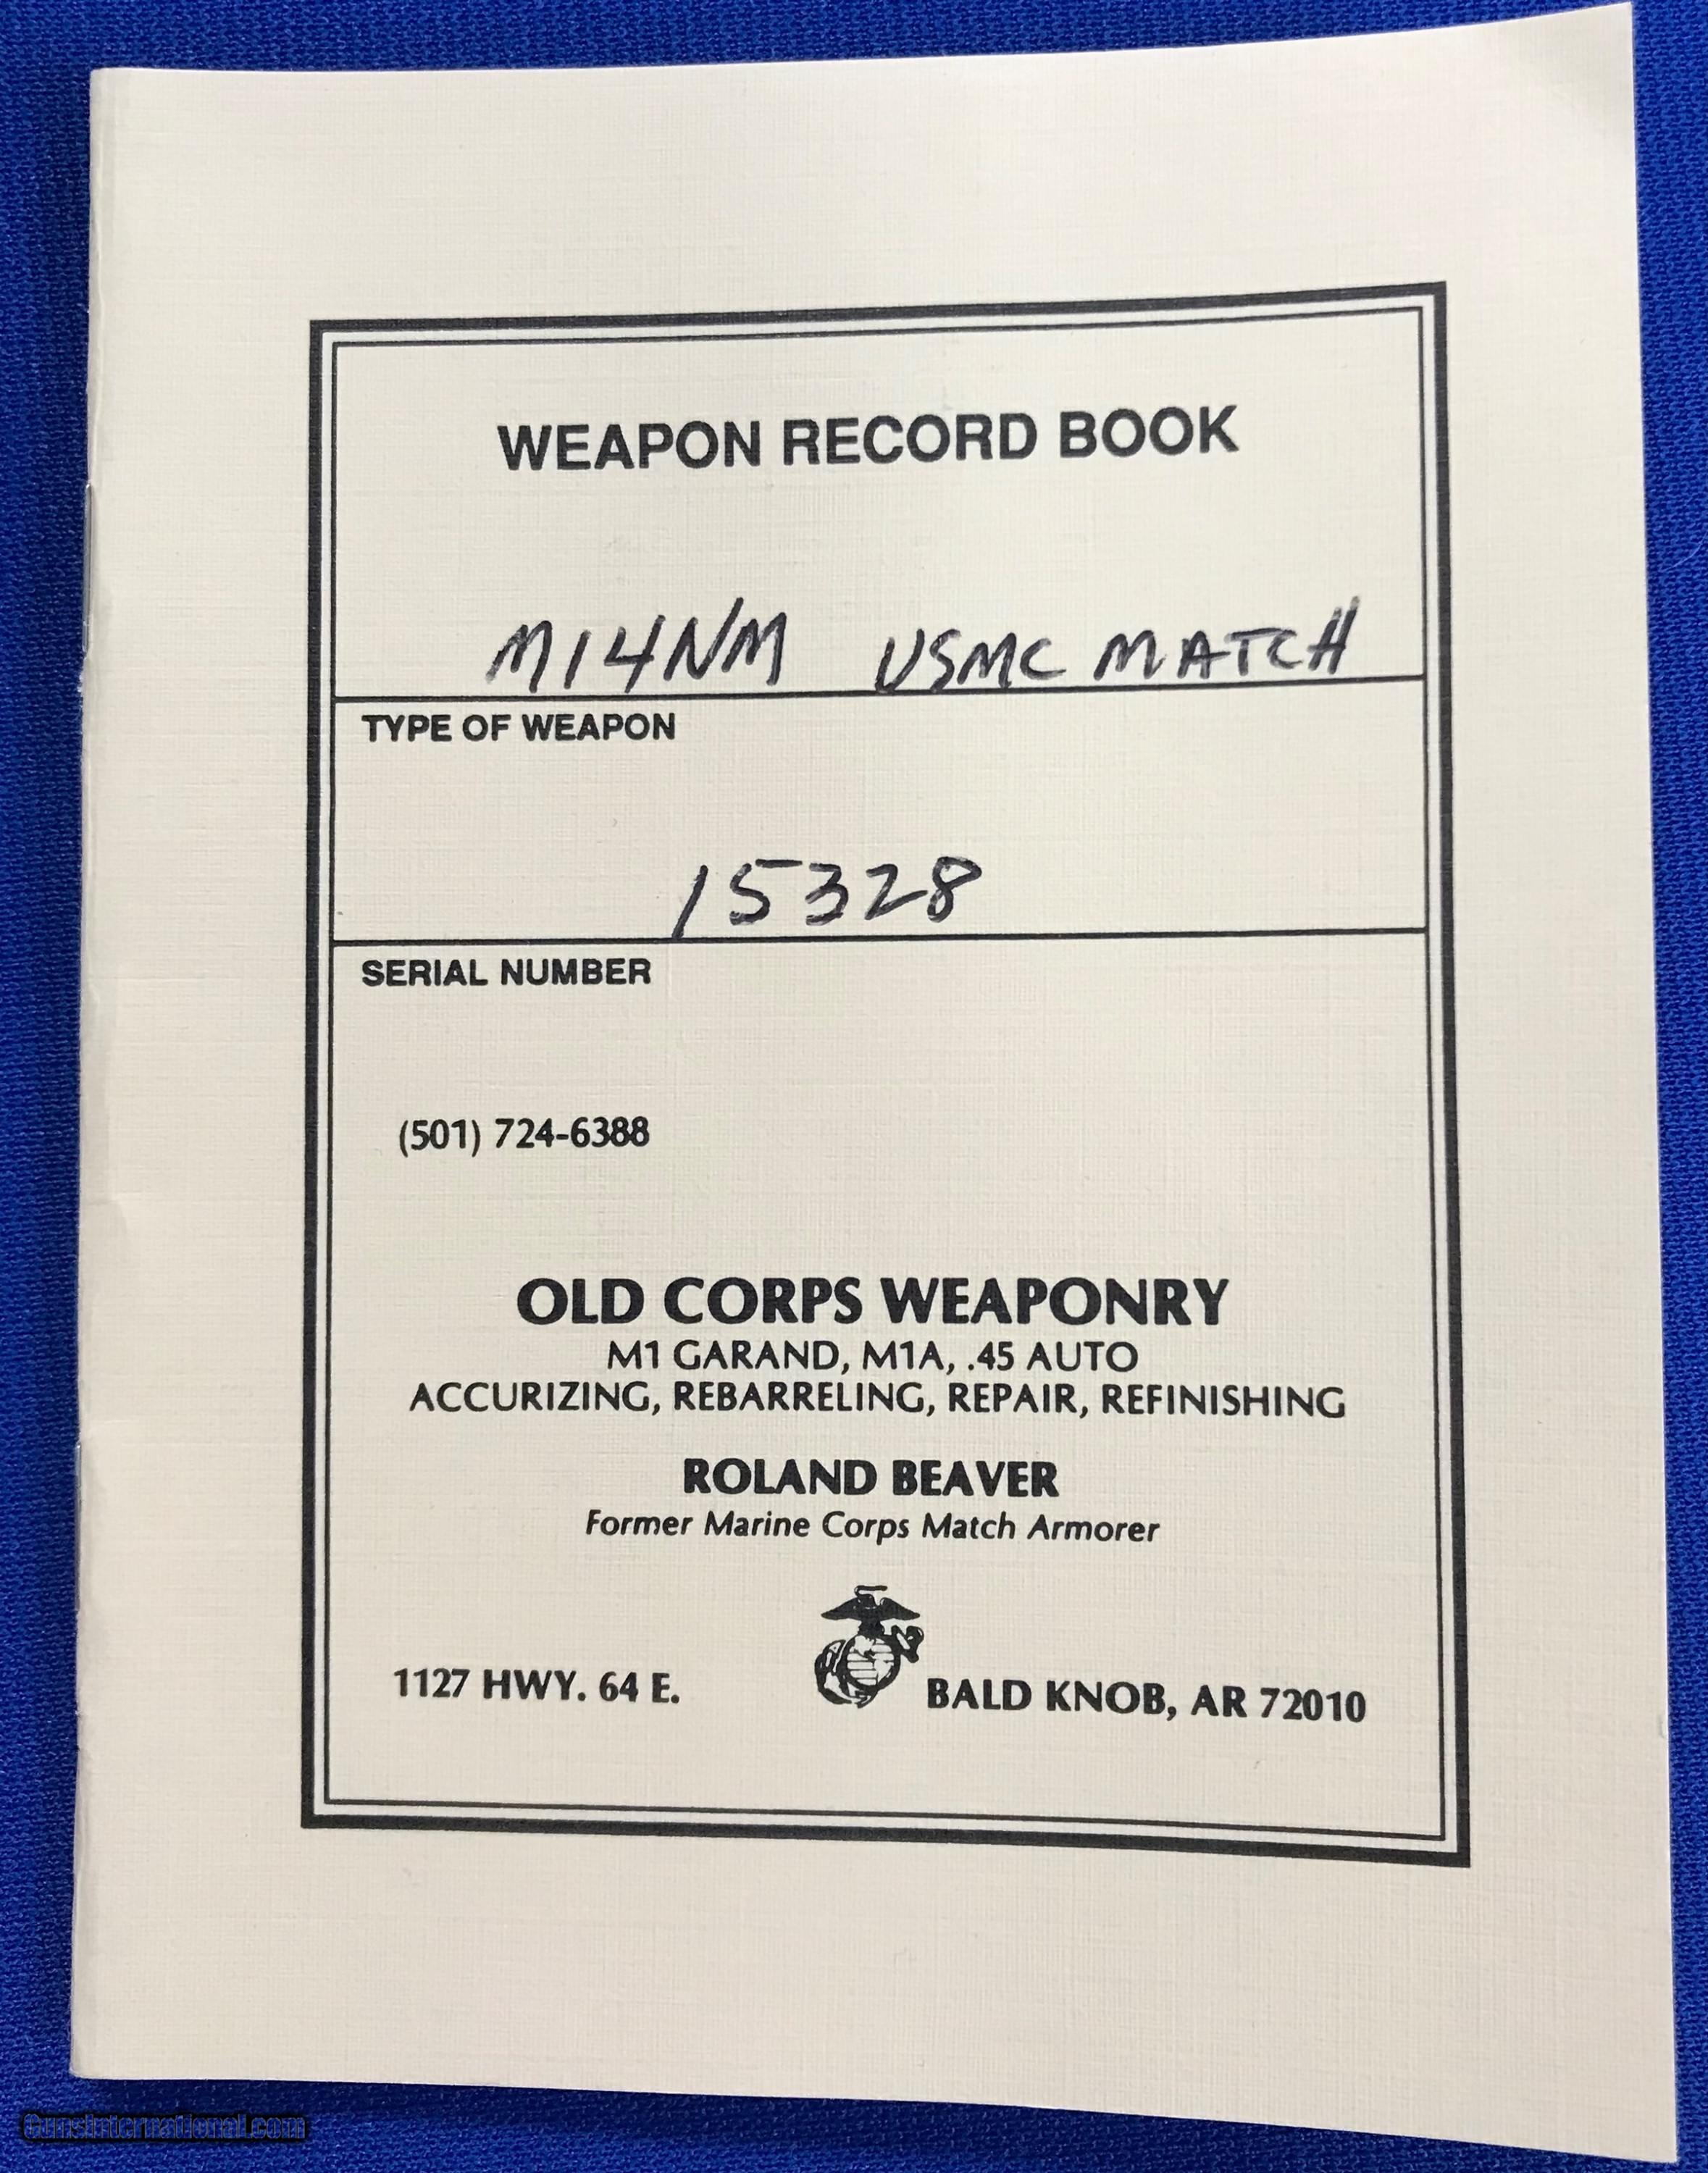 WEAPON RECORD BOOK
M14NM USMC MATCH
TYPE OF WEAPON
15328
SERIAL NUMBER
(501) 724-6388
OLD CORPS WEAPONRY
M1 GARAND, M1A, .45 AUTO
ACCURIZING, REBARRELING, REPAIR, REFINISHING
ROLAND BEAVER
Former Marine Corps Match Armorer
1127 HWY. 64 E. BALD KNOB, AR 72010
GunsInternational.com